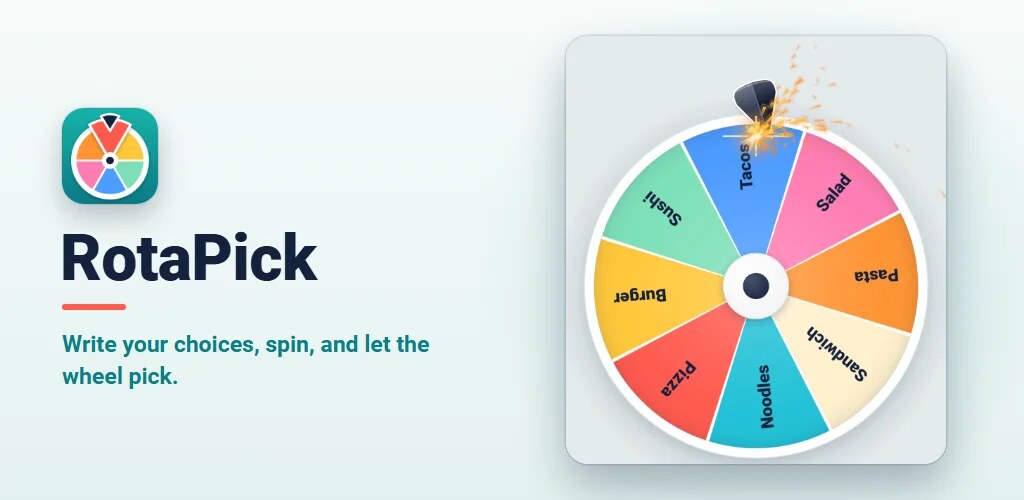 RotaPick
Write your choices, spin, and let the
wheel pick.
Tacos
Salad
Pasta
Sandwich
Noodles
Pizza
Burger
Sushi